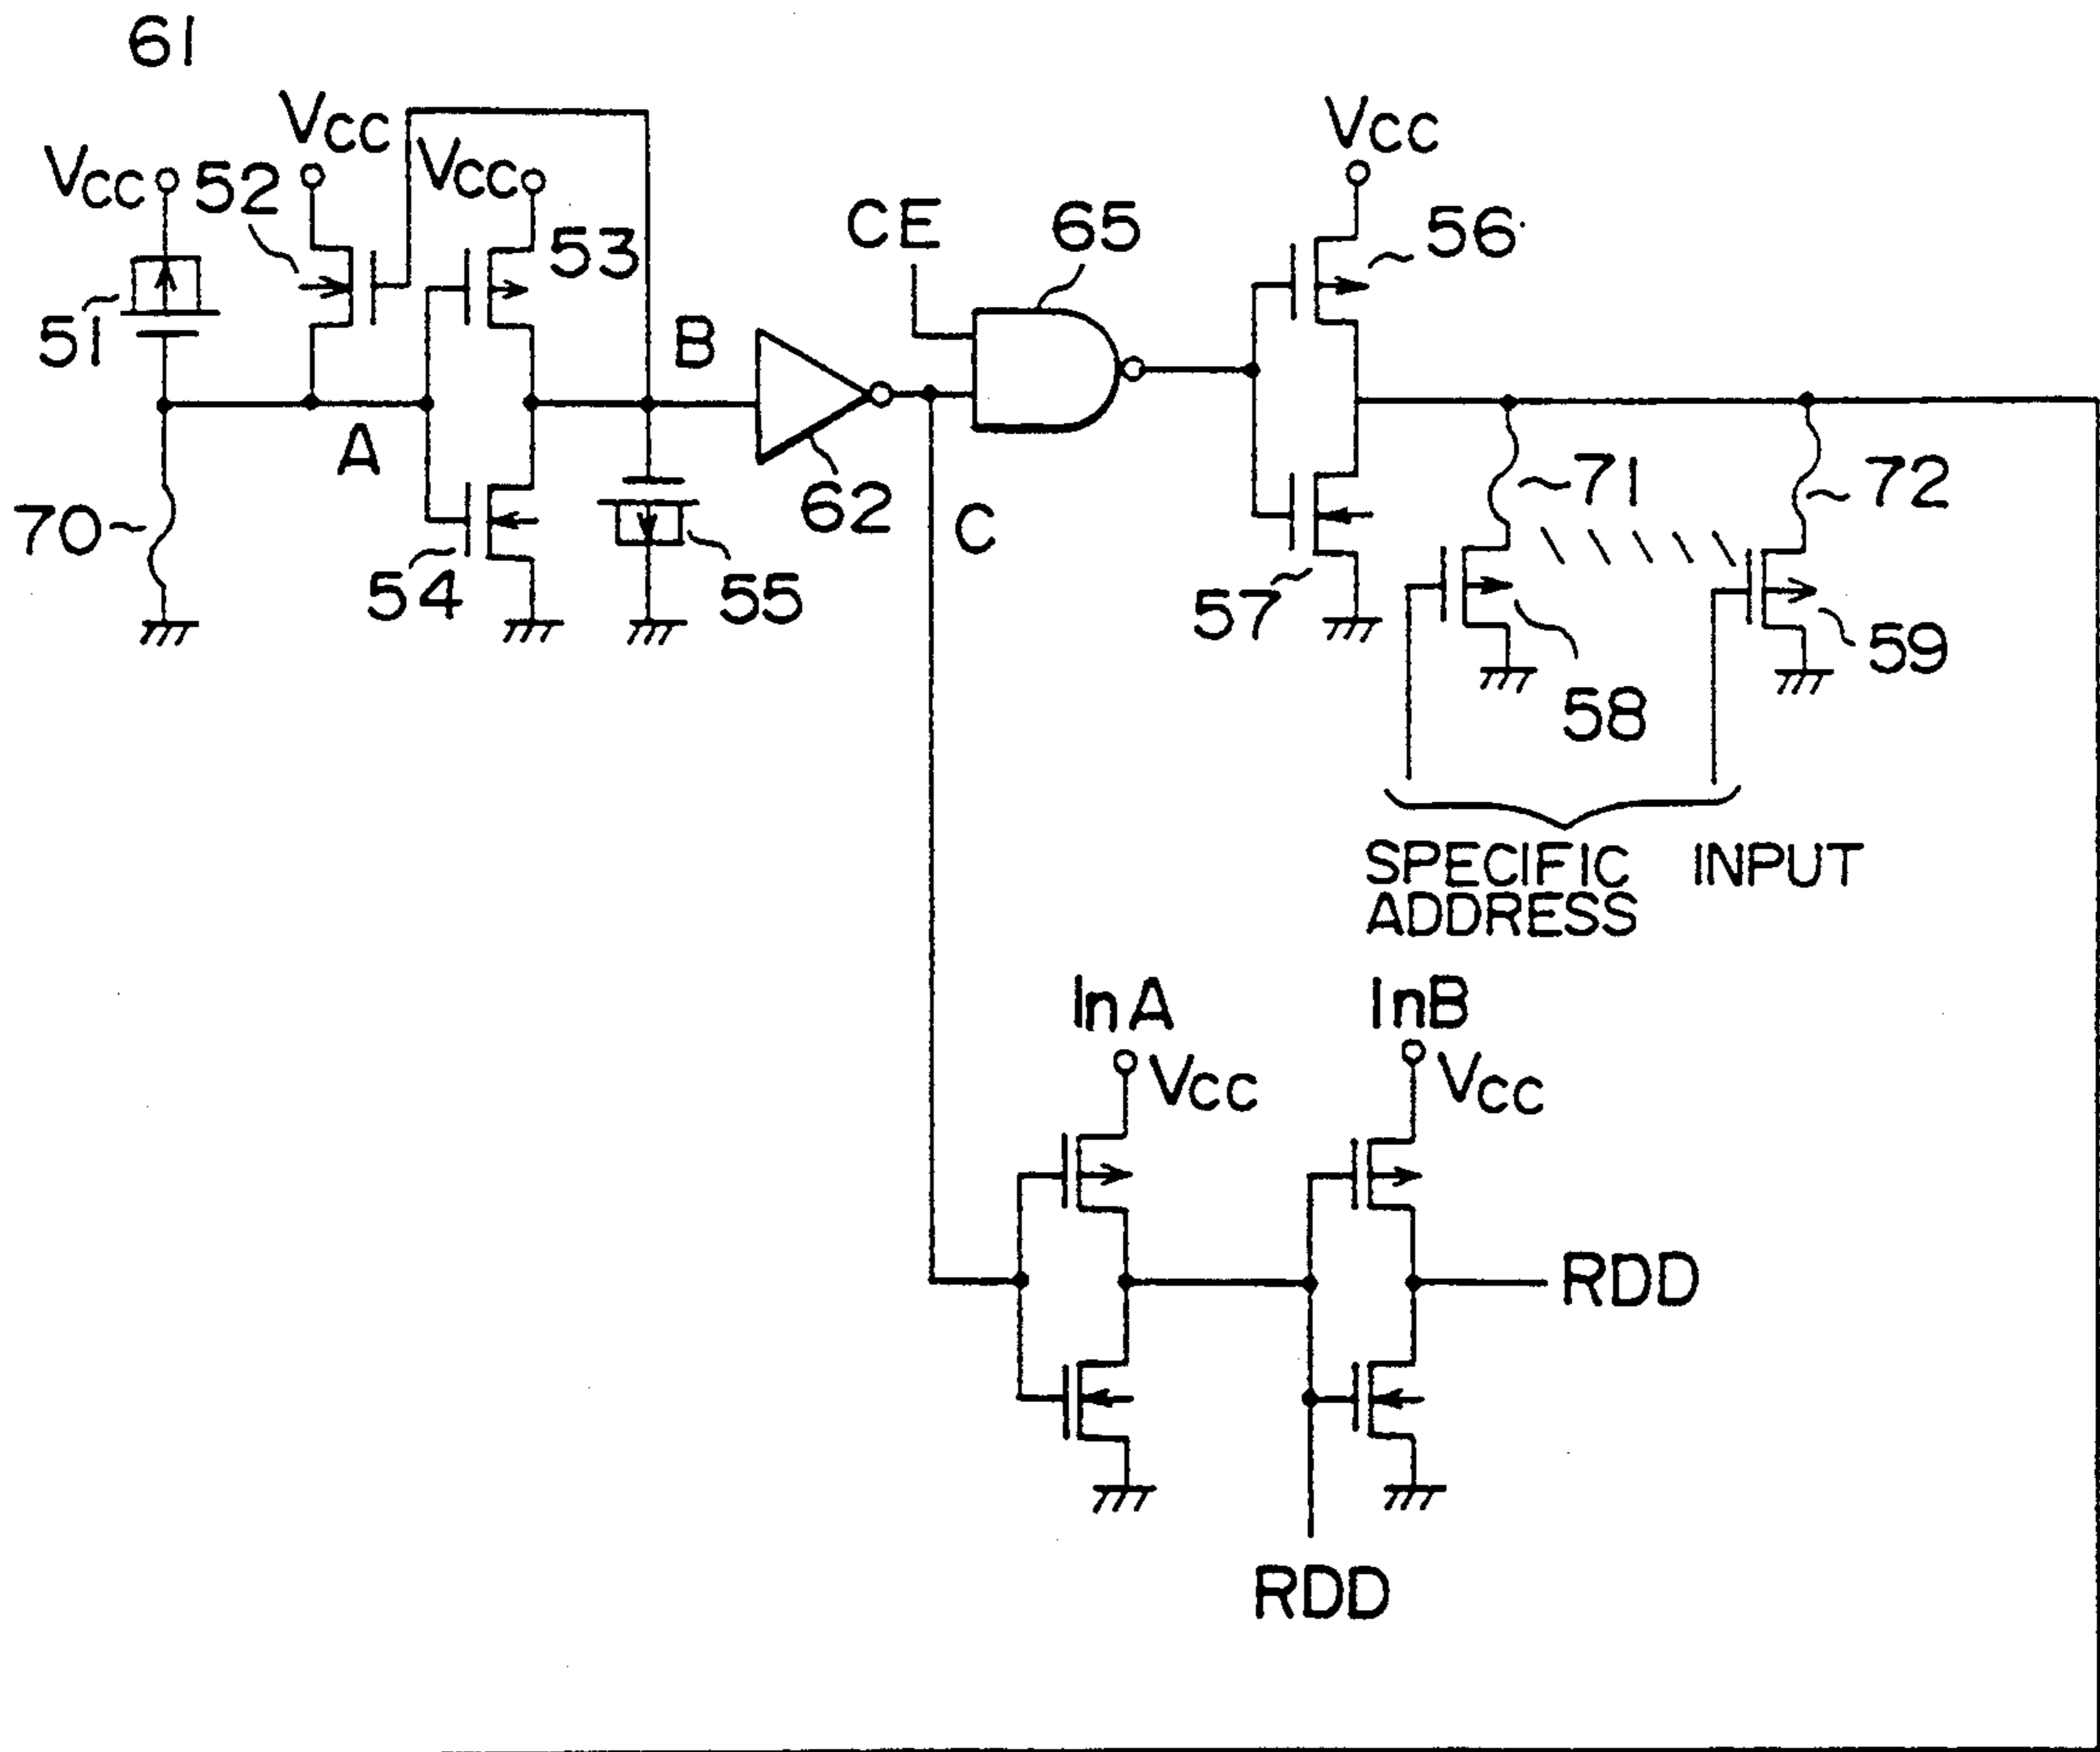 61
Vcc
Vcc
Vcc
52
53
51
A
B
70
54
55
62
C
CE
65
Vcc
56
57
71
72
58
59
SPECIFIC INPUT
ADDRESS
InA
InB
Vcc
Vcc
RDD
RDD